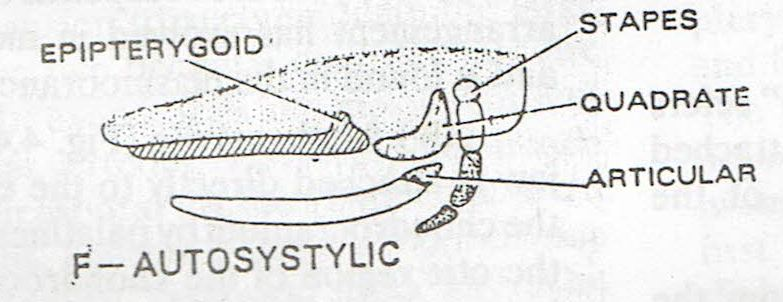 STAPES
EPIPTERYGOID
QUADRATE
ARTICULAR
F-AUTOSYSTYLIC